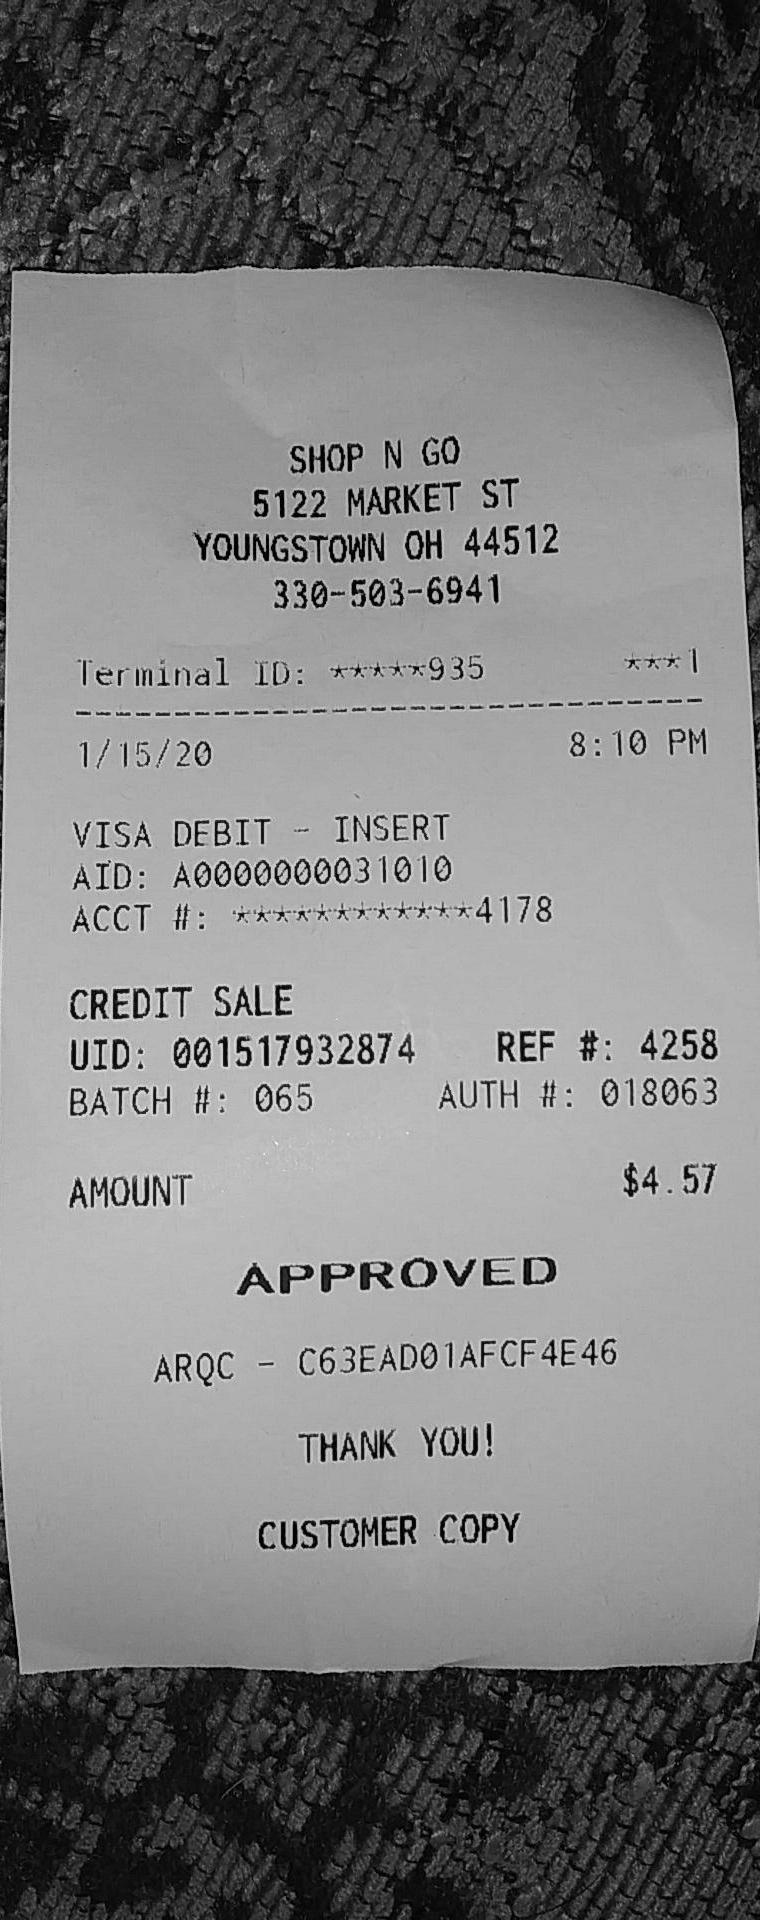 SHOP N GO
5122 MARKET ST
YOUNGSTOWN OH 44512
330-503-6941
Terminal ID: *****935 ***1
--------------------------------
1/15/20 8:10 PM
VISA DEBIT - INSERT
AID: A0000000031010
ACCT #: ************4178
CREDIT SALE
UID: 001517932874 REF #: 4258
BATCH #: 065 AUTH #: 018063
AMOUNT $4.57
APPROVED
ARQC - C63EAD01AFCF4E46
THANK YOU!
CUSTOMER COPY